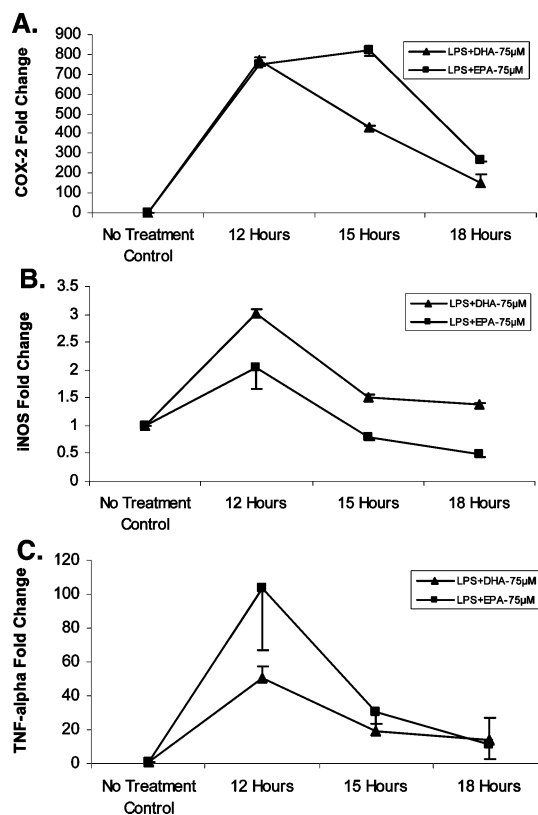 A.
COX-2 Fold Change
900
800
700
600
500
400
300
200
100
0
LPS+DHA-75µM
LPS+EPA-75µM
No Treatment
Control
12 Hours
15 Hours
18 Hours
B.
iNOS Fold Change
3.5
3
2.5
2
1.5
1
0.5
0
LPS+DHA-75µM
LPS+EPA-75µM
No Treatment
Control
12 Hours
15 Hours
18 Hours
C.
TNF-alpha Fold Change
120
100
80
60
40
20
0
LPS+DHA-75µM
LPS+EPA-75µM
No Treatment
Control
12 Hours
15 Hours
18 Hours